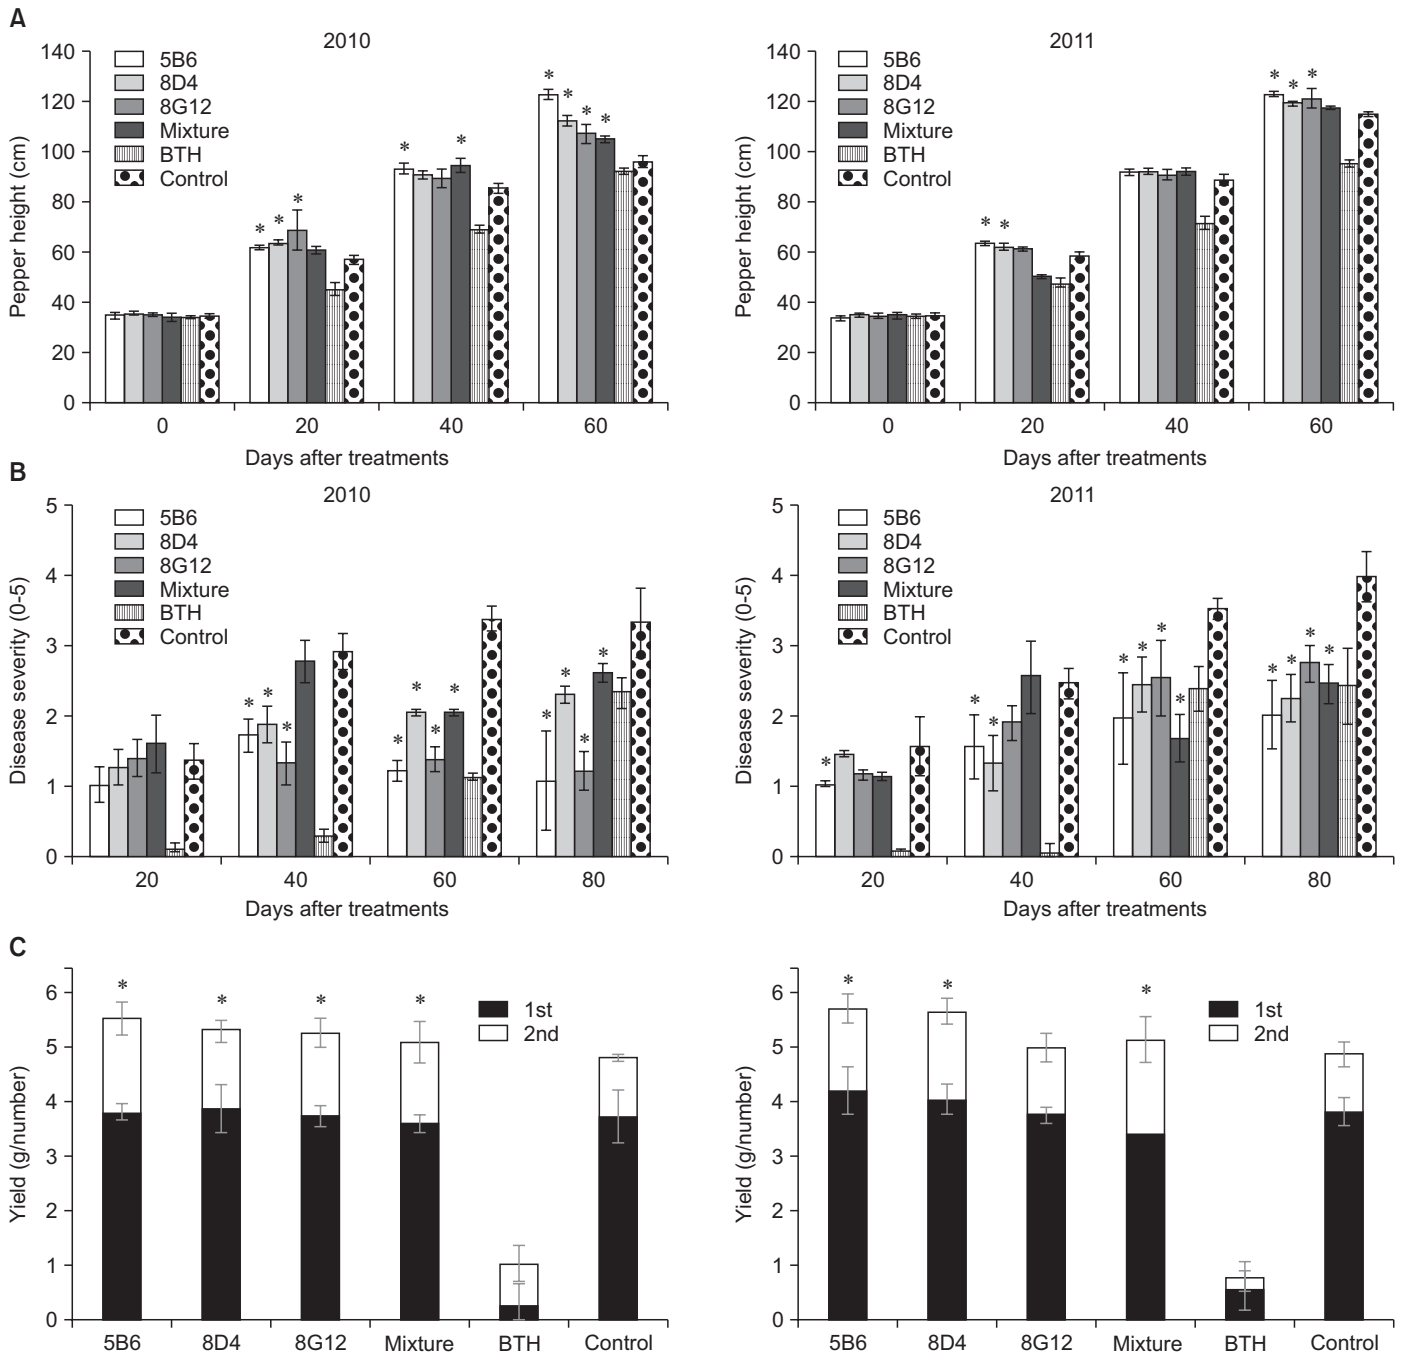 A
2010
2011
140
120
100
80
60
40
20
0
Pepper height (cm)
5B6
8D4
8G12
Mixture
BTH
Control
* * * * * * * * *
0 20 40 60
Days after treatments
140
120
100
80
60
40
20
0
Pepper height (cm)
5B6
8D4
8G12
Mixture
BTH
Control
* * * * *
0 20 40 60
Days after treatments
B
2010
2011
5
4
3
2
1
0
Disease severity (0-5)
5B6
8D4
8G12
Mixture
BTH
Control
* * * * * * * * * * *
20 40 60 80
Days after treatments
5
4
3
2
1
0
Disease severity (0-5)
5B6
8D4
8G12
Mixture
BTH
Control
* * * * * * * * * * *
20 40 60 80
Days after treatments
C
6
5
4
3
2
1
0
Yield (g/number)
1st
2nd
* * * *
5B6 8D4 8G12 Mixture BTH Control
6
5
4
3
2
1
0
Yield (g/number)
1st
2nd
* * *
5B6 8D4 8G12 Mixture BTH Control